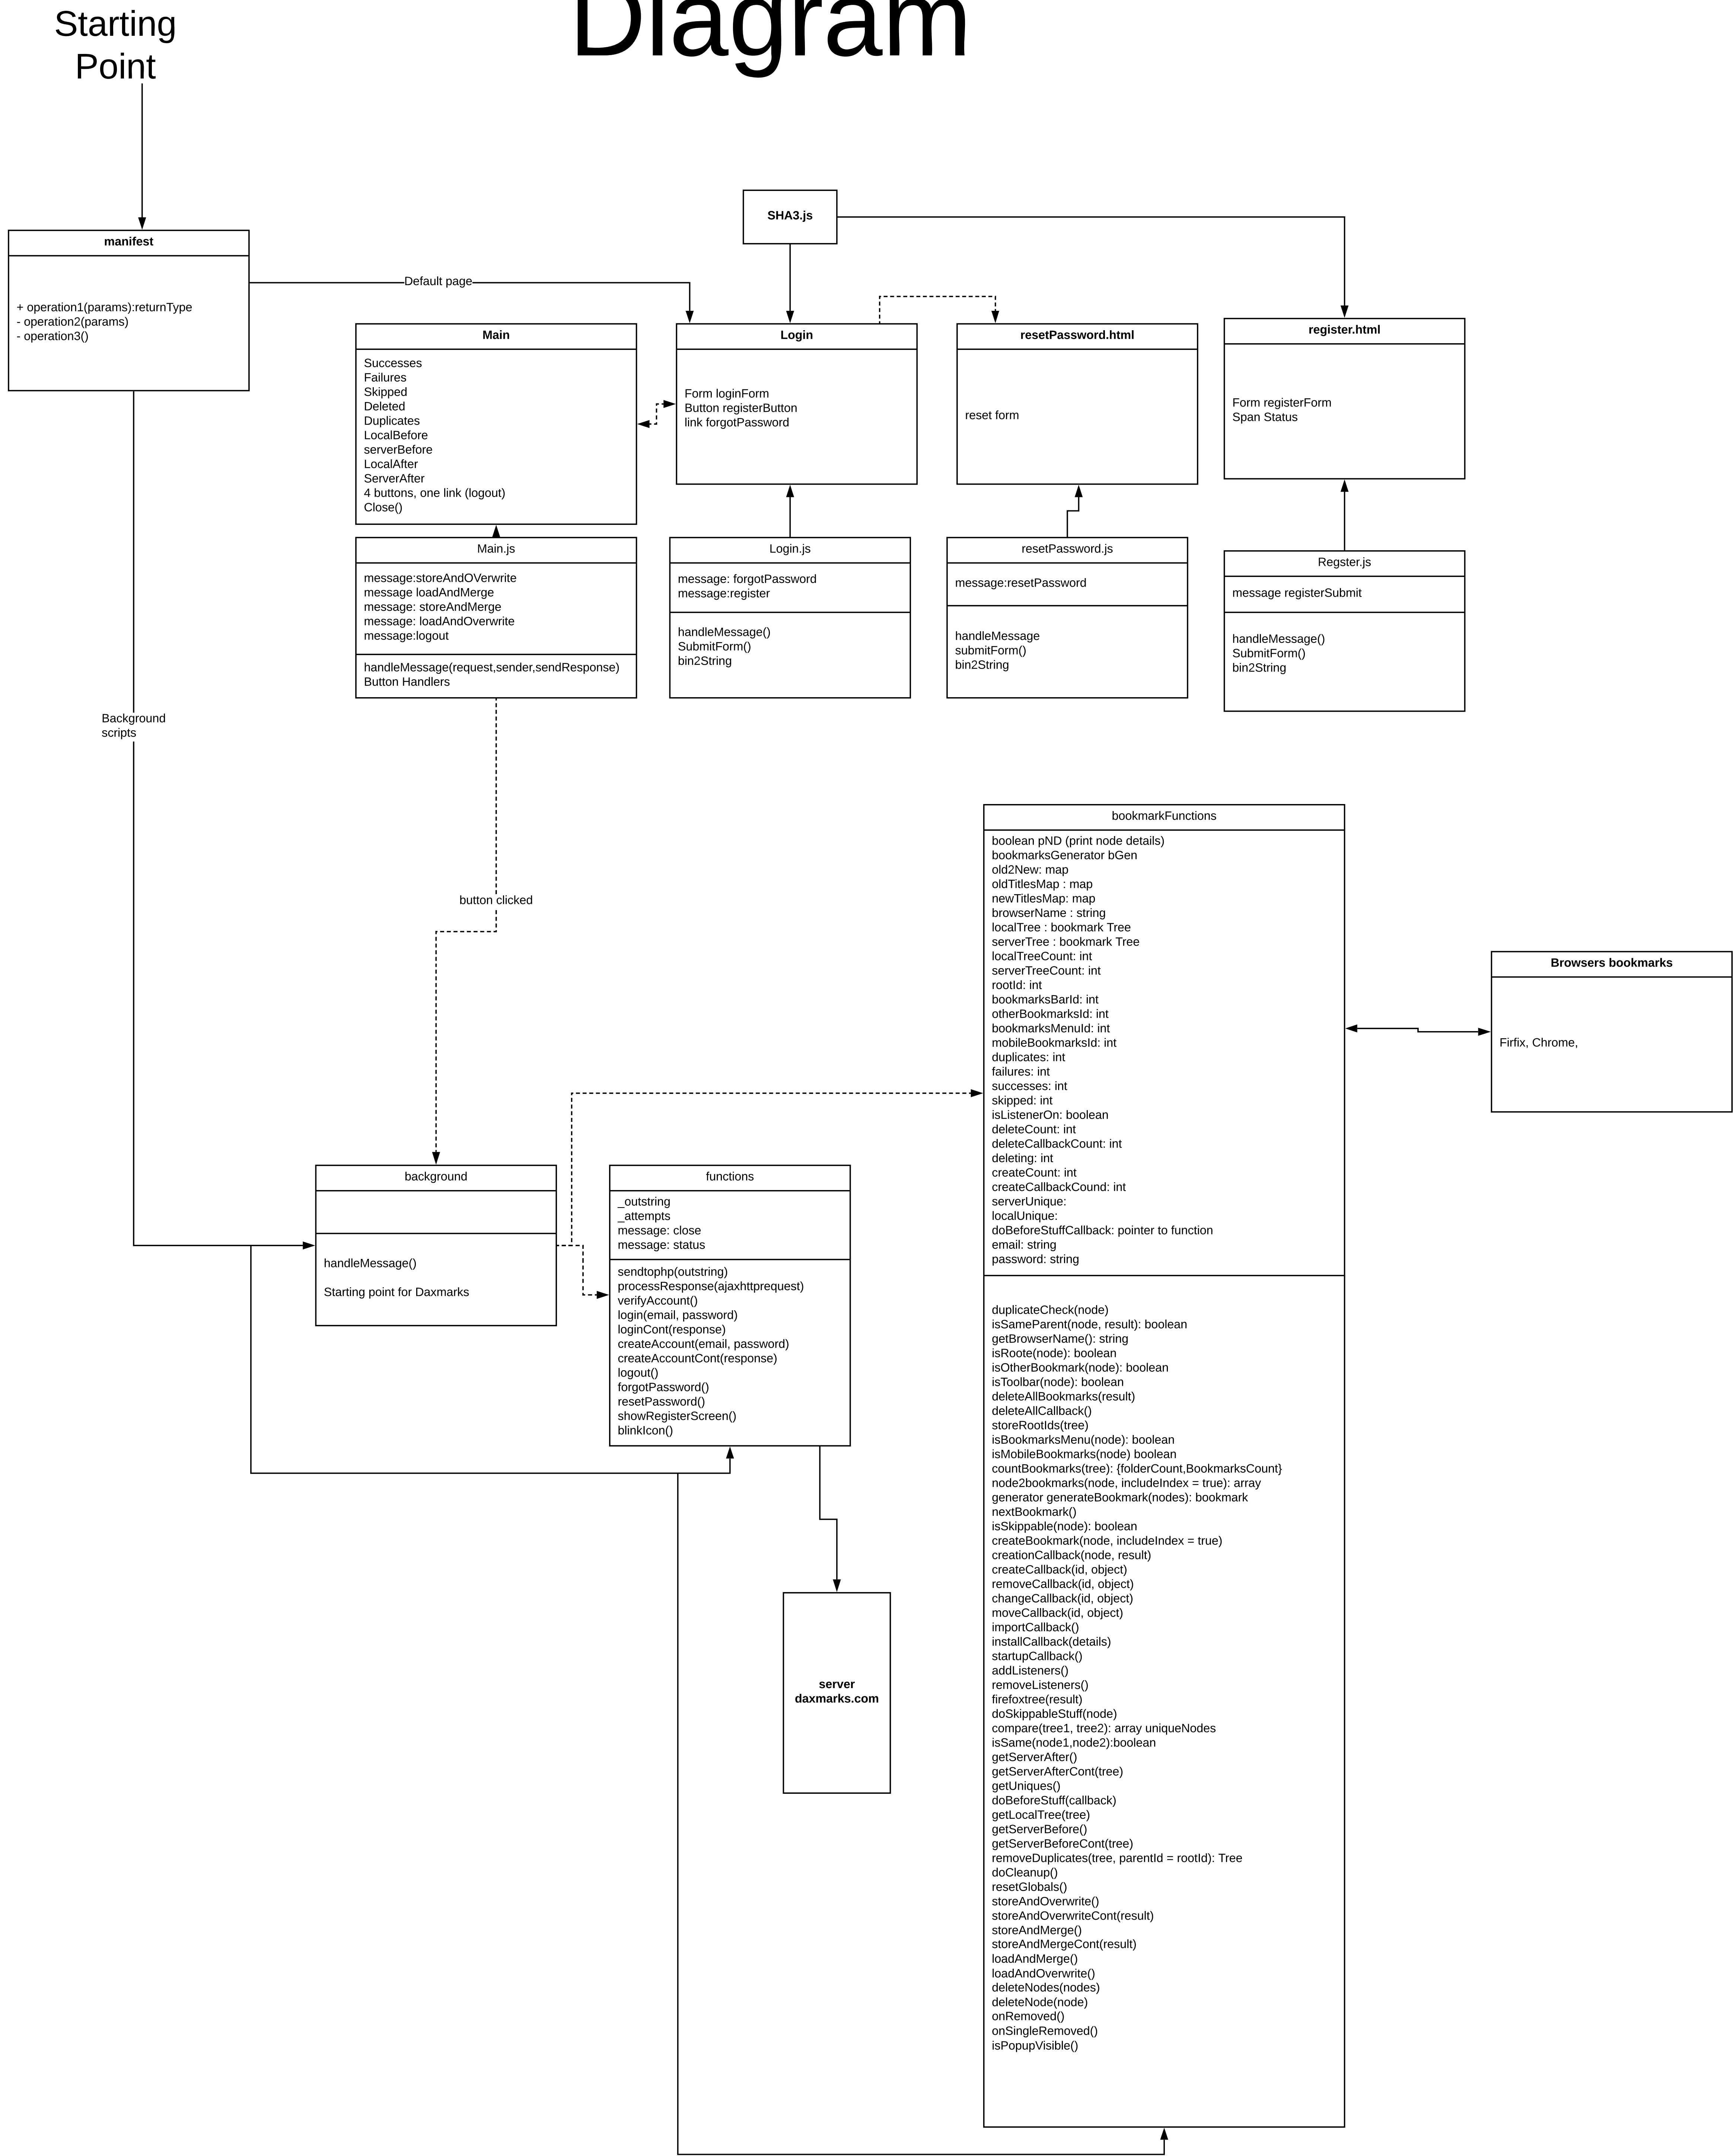 Diagram
Starting
Point
SHA3.js
manifest
+ operation1(params):returnType
- operation2(params)
- operation3()
Default page
Main
Successes
Failures
Skipped
Deleted
Duplicates
LocalBefore
serverBefore
LocalAfter
ServerAfter
4 buttons, one link (logout)
Close()
Login
Form loginForm
Button registerButton
link forgotPassword
resetPassword.html
reset form
register.html
Form registerForm
Span Status
Main.js
message:storeAndOVerwrite
message loadAndMerge
message: storeAndMerge
message: loadAndOverwrite
message:logout
handleMessage(request,sender,sendResponse)
Button Handlers
Login.js
message: forgotPassword
message:register
handleMessage()
SubmitForm()
bin2String
resetPassword.js
message:resetPassword
handleMessage
submitForm()
bin2String
Regster.js
message registerSubmit
handleMessage()
SubmitForm()
bin2String
Background
scripts
button clicked
bookmarkFunctions
boolean pND (print node details)
bookmarksGenerator bGen
old2New: map
oldTitlesMap : map
newTitlesMap: map
browserName : string
localTree : bookmark Tree
serverTree : bookmark Tree
localTreeCount: int
serverTreeCount: int
rootId: int
bookmarksBarId: int
otherBookmarksId: int
bookmarksMenuId: int
mobileBookmarksId: int
duplicates: int
failures: int
successes: int
skipped: int
isListenerOn: boolean
deleteCount: int
deleteCallbackCount: int
deleting: int
createCount: int
createCallbackCound: int
serverUnique:
localUnique:
doBeforeStuffCallback: pointer to function
email: string
password: string
duplicateCheck(node)
isSameParent(node, result): boolean
getBrowserName(): string
isRoote(node): boolean
isOtherBookmark(node): boolean
isToolbar(node): boolean
deleteAllBookmarks(result)
deleteAllCallback()
storeRootIds(tree)
isBookmarksMenu(node): boolean
isMobileBookmarks(node) boolean
countBookmarks(tree): {folderCount,BookmarksCount}
node2bookmarks(node, includeIndex = true): array
generator generateBookmark(nodes): bookmark
nextBookmark()
isSkippable(node): boolean
createBookmark(node, includeIndex = true)
creationCallback(node, result)
createCallback(id, object)
removeCallback(id, object)
changeCallback(id, object)
moveCallback(id, object)
importCallback()
installCallback(details)
startupCallback()
addListeners()
removeListeners()
firefoxtree(result)
doSkippableStuff(node)
compare(tree1, tree2): array uniqueNodes
isSame(node1,node2):boolean
getServerAfter()
getServerAfterCont(tree)
getUniques()
doBeforeStuff(callback)
getLocalTree(tree)
getServerBefore()
getServerBeforeCont(tree)
removeDuplicates(tree, parentId = rootId): Tree
doCleanup()
resetGlobals()
storeAndOverwrite()
storeAndOverwriteCont(result)
storeAndMerge()
storeAndMergeCont(result)
loadAndMerge()
loadAndOverwrite()
deleteNodes(nodes)
deleteNode(node)
onRemoved()
onSingleRemoved()
isPopupVisible()
Browsers bookmarks
Firfix, Chrome,
background
handleMessage()
Starting point for Daxmarks
functions
_outstring
_attempts
message: close
message: status
sendtophp(outstring)
processResponse(ajaxhttprequest)
verifyAccount()
login(email, password)
loginCont(response)
createAccount(email, password)
createAccountCont(response)
logout()
forgotPassword()
resetPassword()
showRegisterScreen()
blinkIcon()
server
daxmarks.com